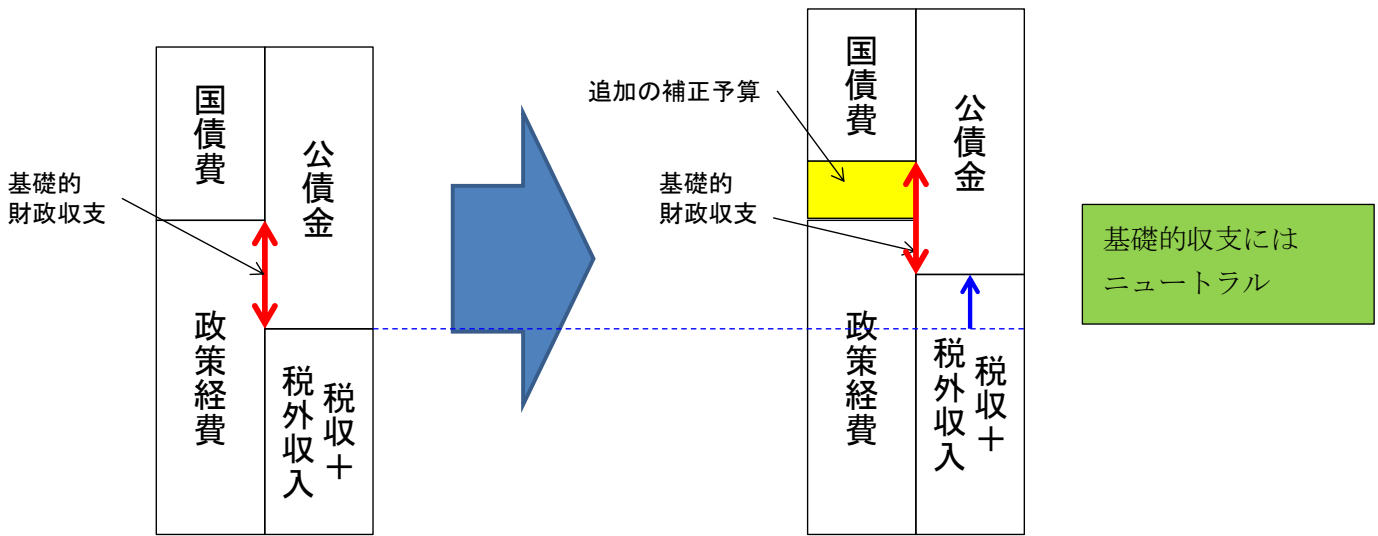 国債費
公債金
基礎的
財政収支
政策経費
税収＋
税外収入
追加の補正予算
国債費
公債金
基礎的
財政収支
政策経費
税収＋
税外収入
基礎的収支には
ニュートラル